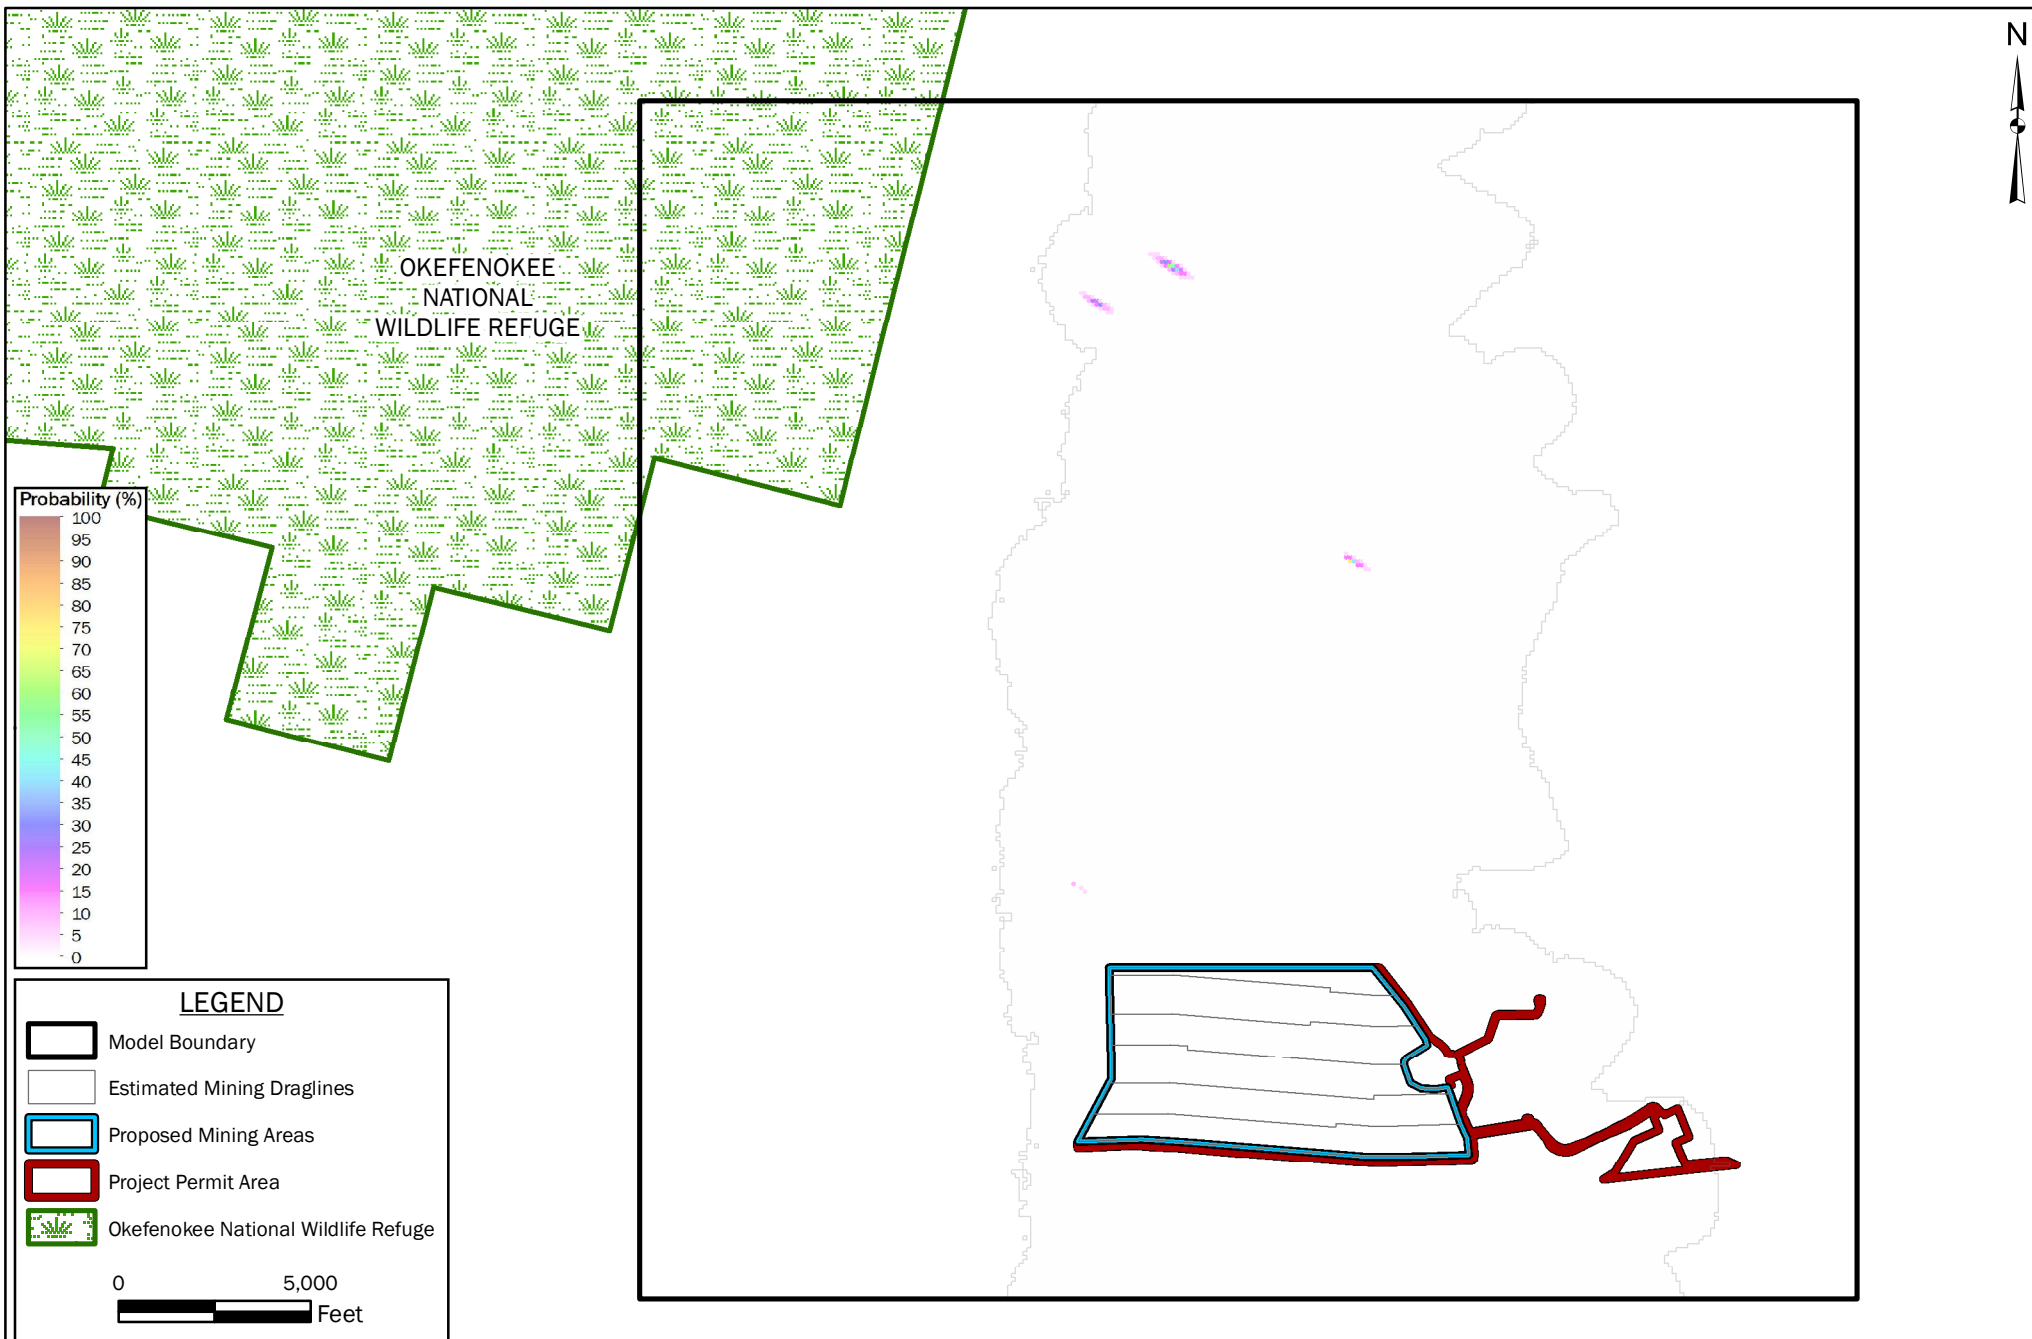 N
OKEFENOKEE
NATIONAL
WILDLIFE REFUGE
Probability (%)
100
95
90
85
80
75
70
65
60
55
50
45
40
35
30
25
20
15
10
5
0
LEGEND
Model Boundary
Estimated Mining Draglines
Proposed Mining Areas
Project Permit Area
Okefenokee National Wildlife Refuge
0 5,000
Feet